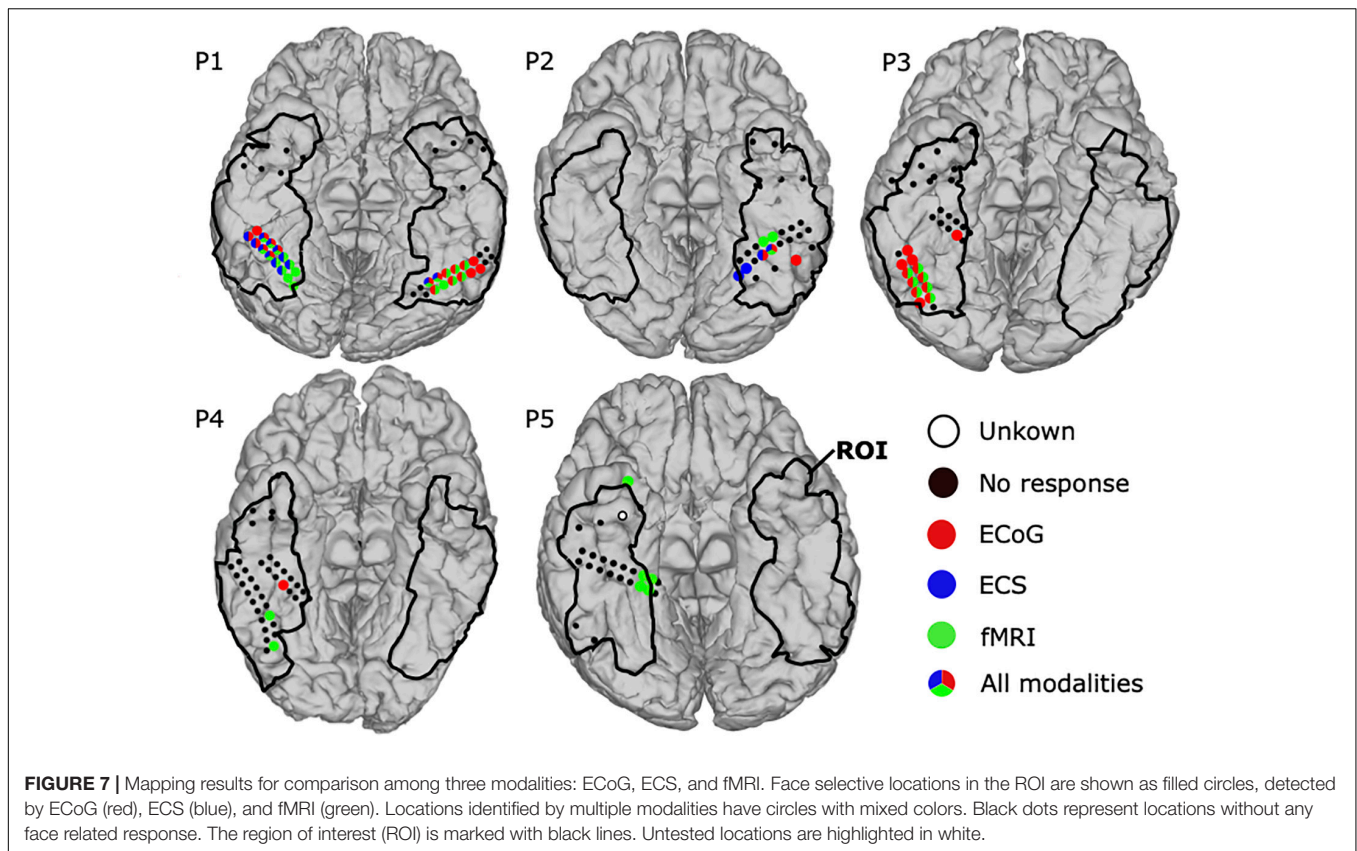 P1
P2
P3
P4
P5
ROI
Unkown
No response
ECoG
ECS
fMRI
All modalities
FIGURE 7 | Mapping results for comparison among three modalities: ECoG, ECS, and fMRI. Face selective locations in the ROI are shown as filled circles, detected
by ECoG (red), ECS (blue), and fMRI (green). Locations identified by multiple modalities have circles with mixed colors. Black dots represent locations without any
face related response. The region of interest (ROI) is marked with black lines. Untested locations are highlighted in white.